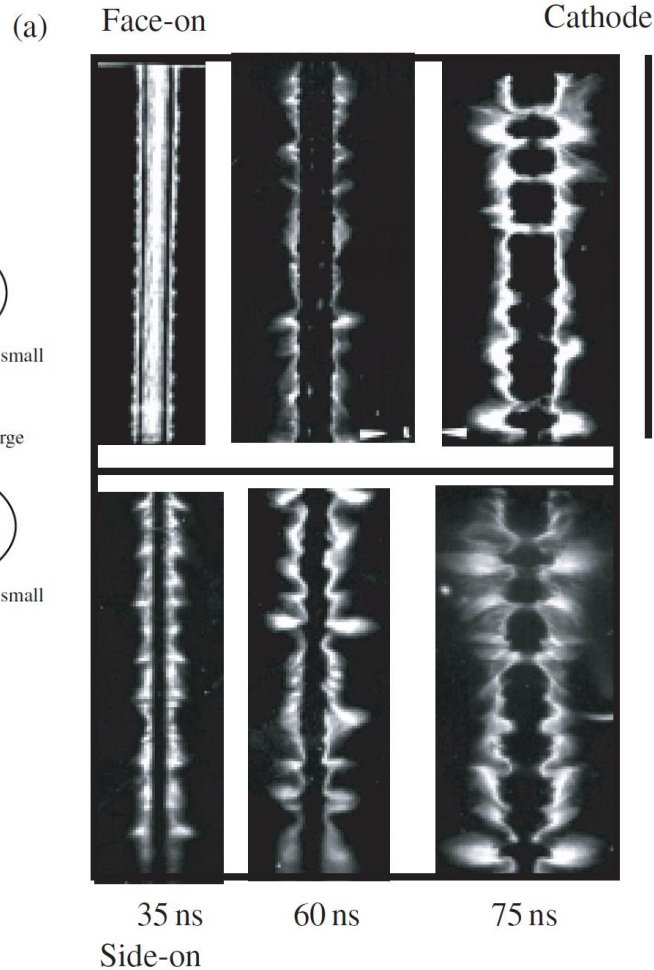 (a) Face-on Cathode
small
rge
small
35 ns 60 ns 75 ns
Side-on